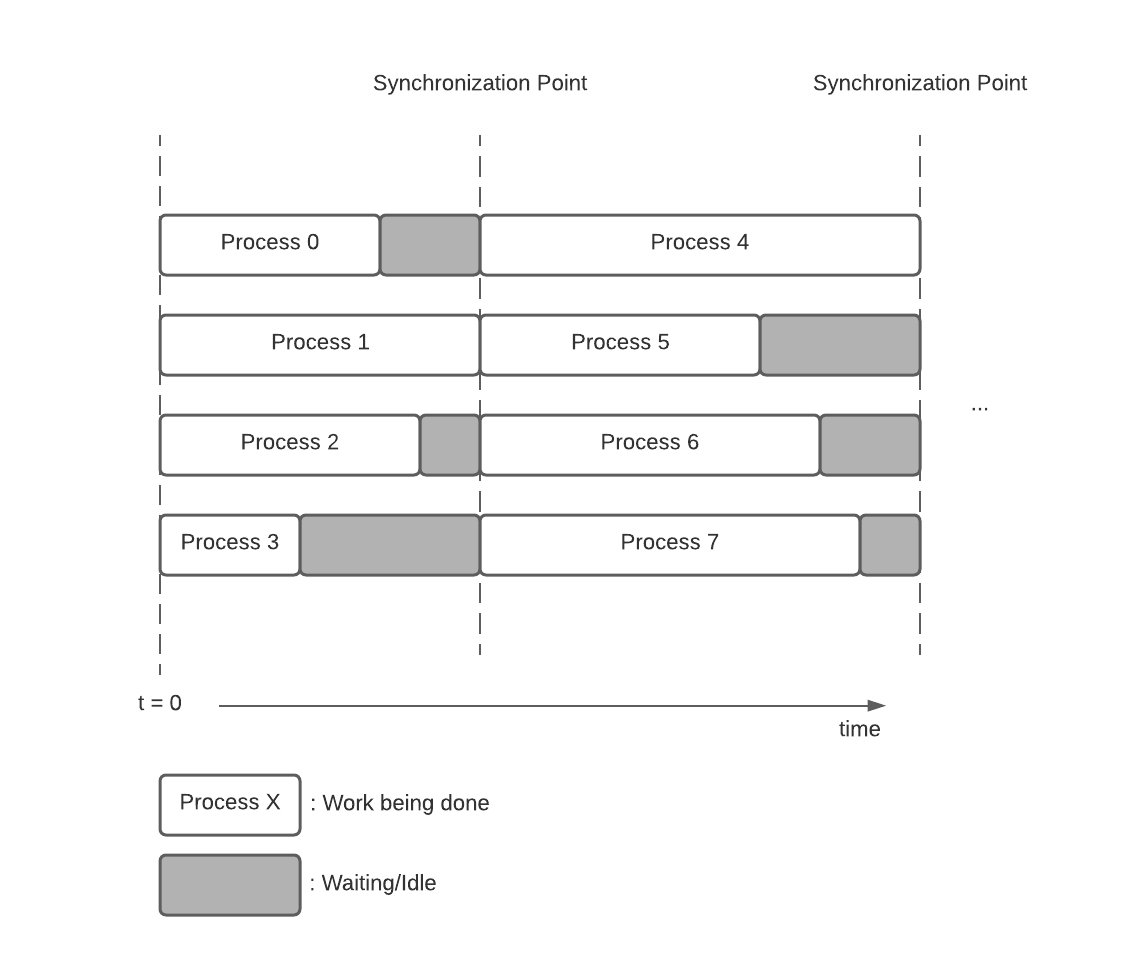 Synchronization Point
Synchronization Point
Process 0
Process 4
Process 1
Process 5
...
Process 2
Process 6
Process 3
Process 7
t = 0
time
Process X
: Work being done
: Waiting/Idle